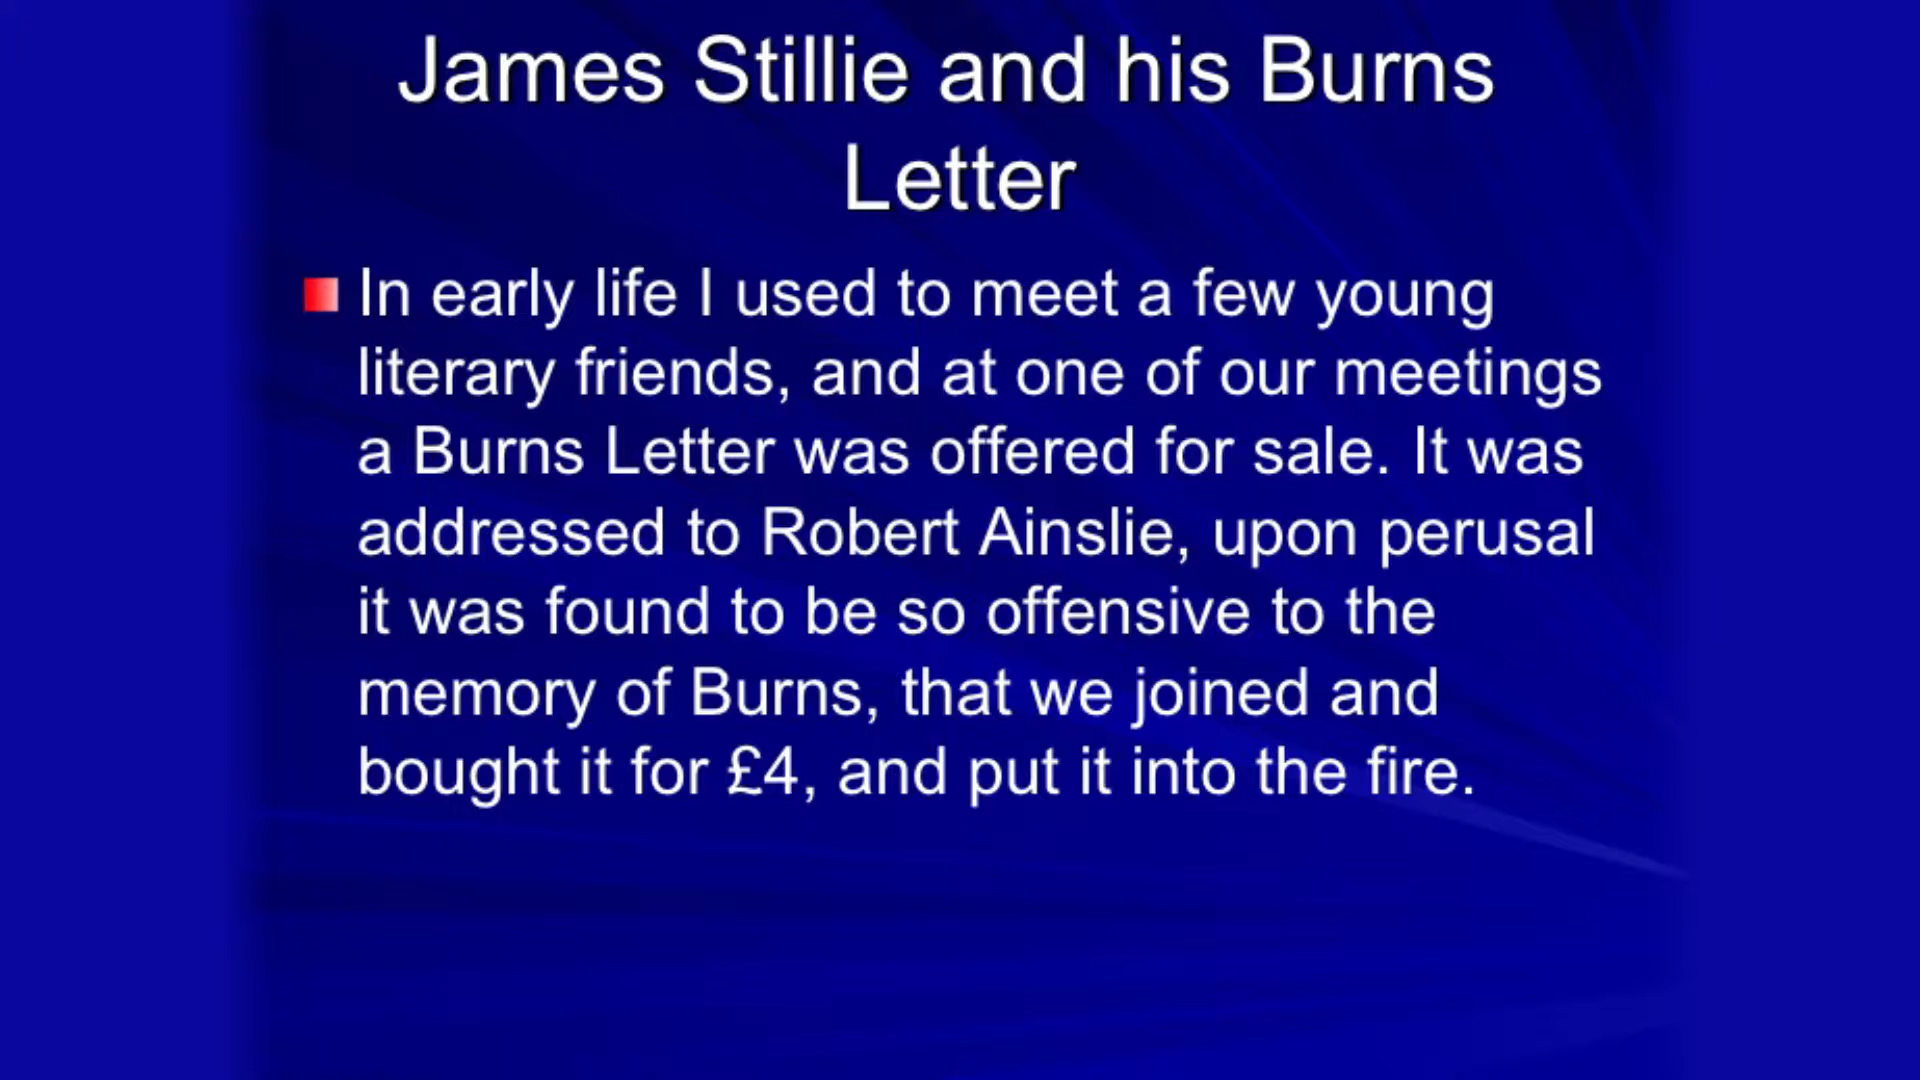 James Stillie and his Burns
Letter
In early life I used to meet a few young
literary friends, and at one of our meetings
a Burns Letter was offered for sale. It was
addressed to Robert Ainslie, upon perusal
it was found to be so offensive to the
memory of Burns, that we joined and
bought it for £4, and put it into the fire.